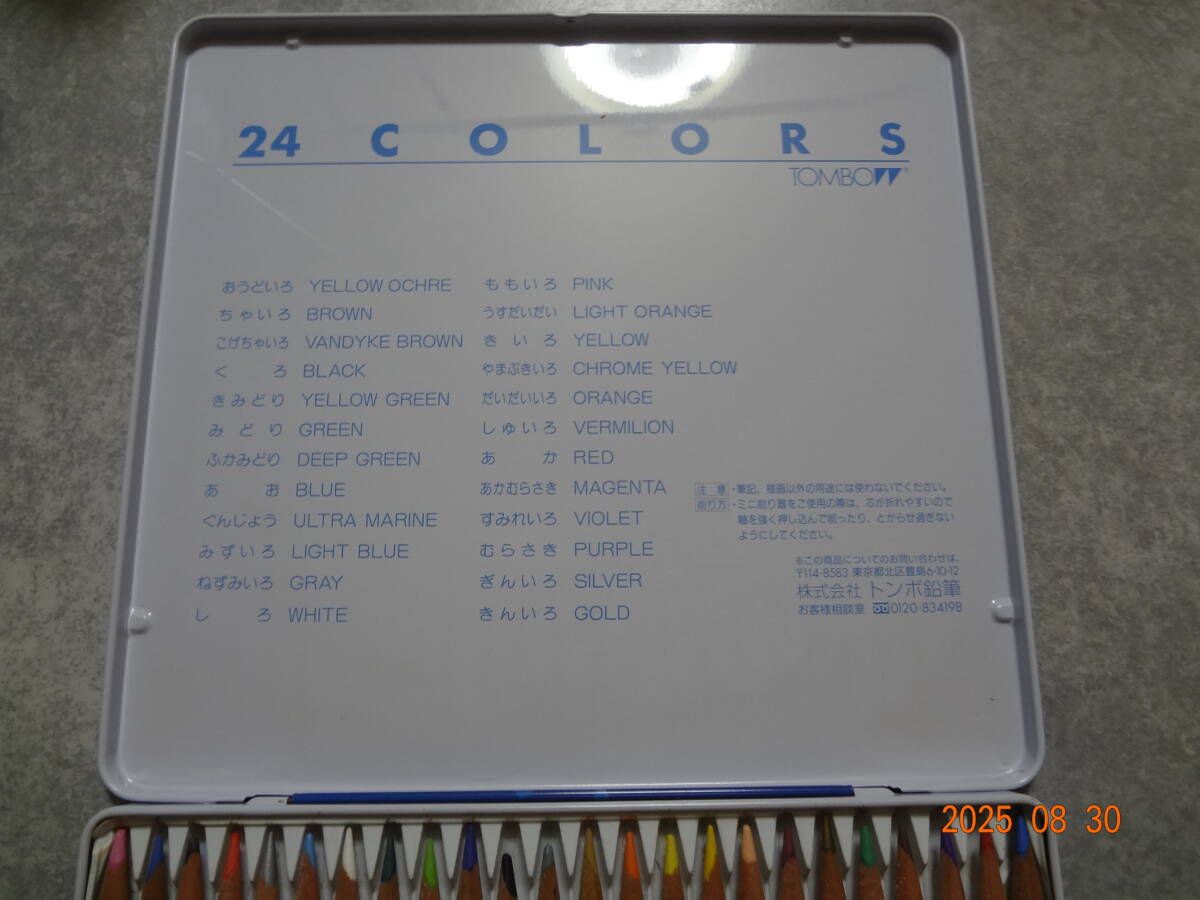 24 COLORS
TOMBOW
おうどいろ YELLOW OCHRE
ちゃいろ BROWN
こげちゃいろ VANDYKE BROWN
くろ BLACK
きみどり YELLOW GREEN
みどり GREEN
ふかみどり DEEP GREEN
あお BLUE
ぐんじょう ULTRA MARINE
みずいろ LIGHT BLUE
ねずみいろ GRAY
しろ WHITE
ももいろ PINK
うすだいだい LIGHT ORANGE
きいろ YELLOW
やまぶきいろ CHROME YELLOW
だいだいいろ ORANGE
しゅいろ VERMILION
あか RED
あかむらさき MAGENTA
すみれいろ VIOLET
むらさき PURPLE
ぎんいろ SILVER
きんいろ GOLD
注意・筆記、描画以外の用途には使わないでください。
削り方・ミニ削り器をご使用の際は、芯が折れやすいので
軸を強く押し込んで削ったり、とがらせ過ぎない
ようにしてください。
※この商品についてのお問い合わせは、
〒114-8583 東京都北区豊島6-10-12
株式会社 トンボ鉛筆
お客様相談室 0120-834198
2025 08 30